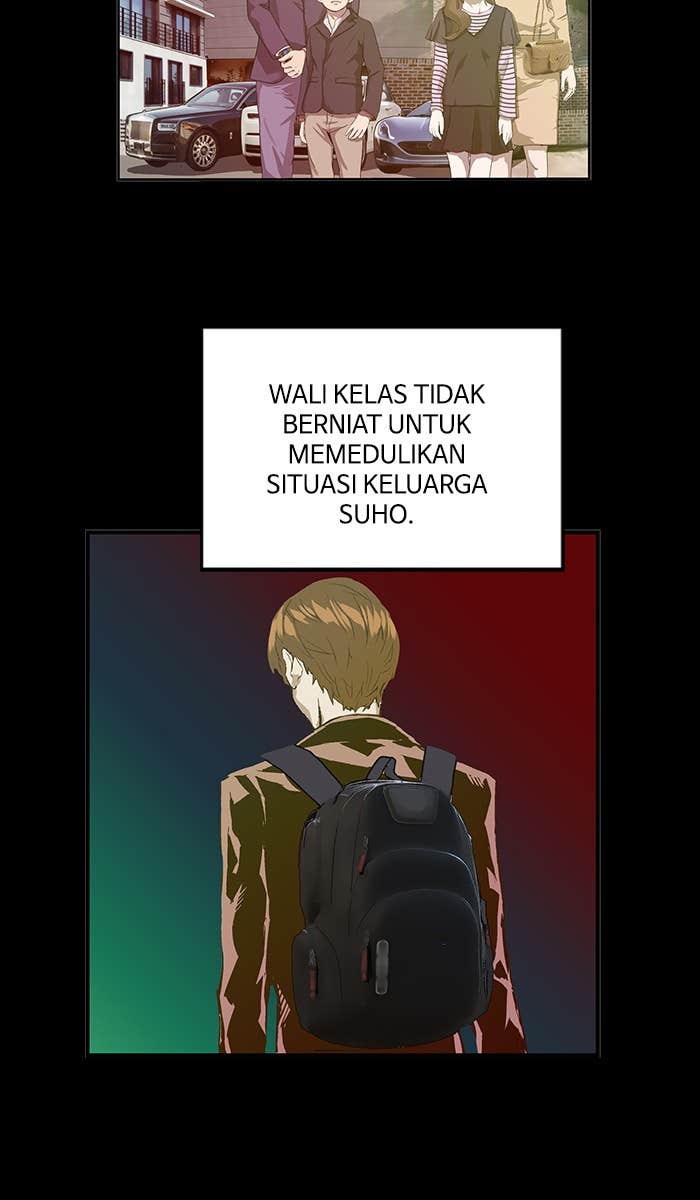 WALI KELAS TIDAK
BERNIAT UNTUK
MEMEDULIKAN
SITUASI KELUARGA
SUHO.